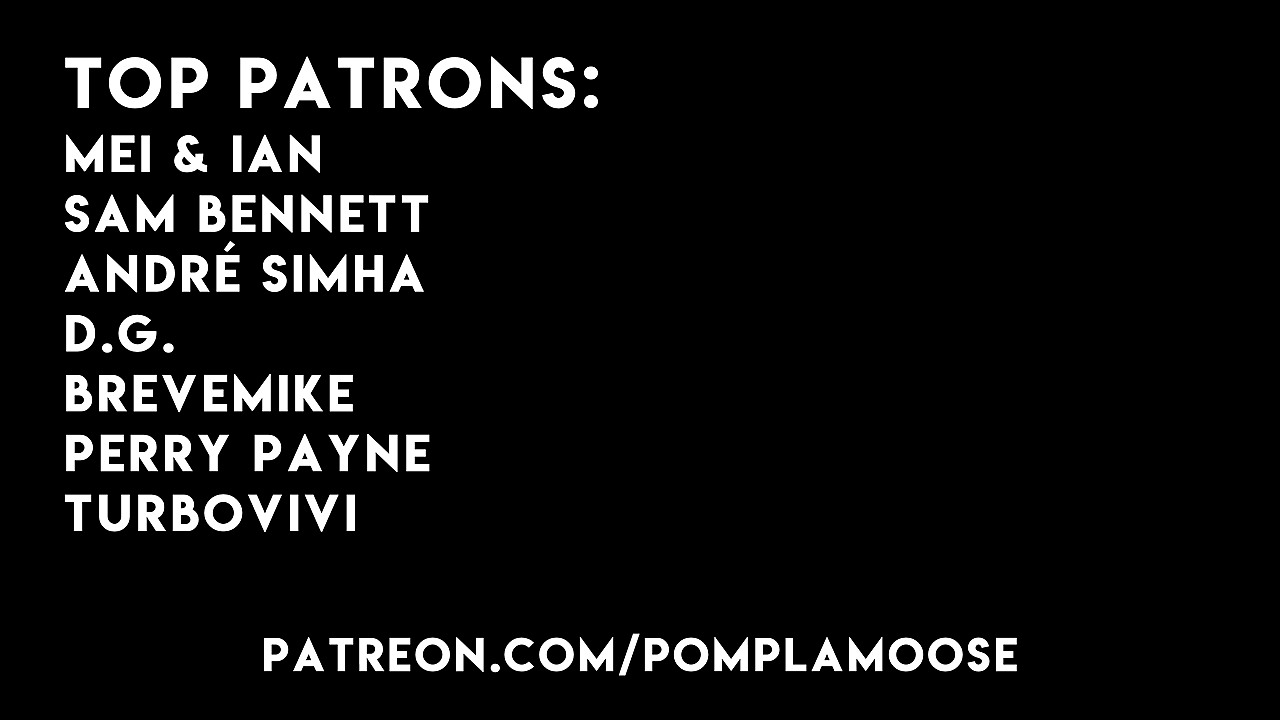 TOP PATRONS:
MEI & IAN
SAM BENNETT
ANDRÉ SIMHA
D.G.
BREVEMIKE
PERRY PAYNE
TURBOVIVI
PATREON.COM/POMPLAMOOSE